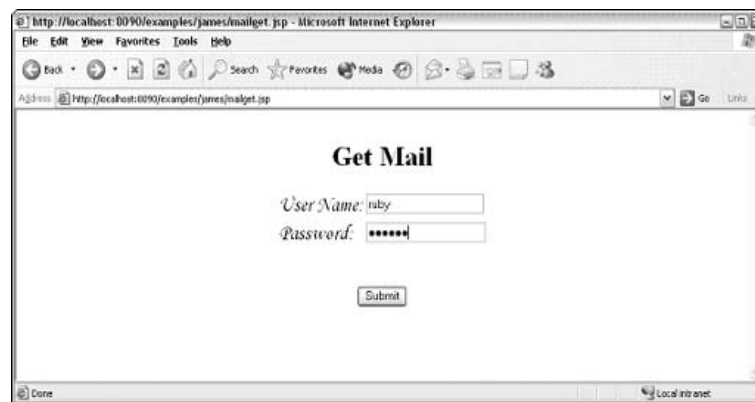 http://localhost:8090/examples/james/mailget.jsp - Microsoft Internet Explorer
File Edit View Favorites Tools Help
Back Search Favorites Media
Address http://localhost:8090/examples/james/mailget.jsp Go Links
Get Mail
User Name: ruby
Password: ••••••
Submit
Done Local intranet